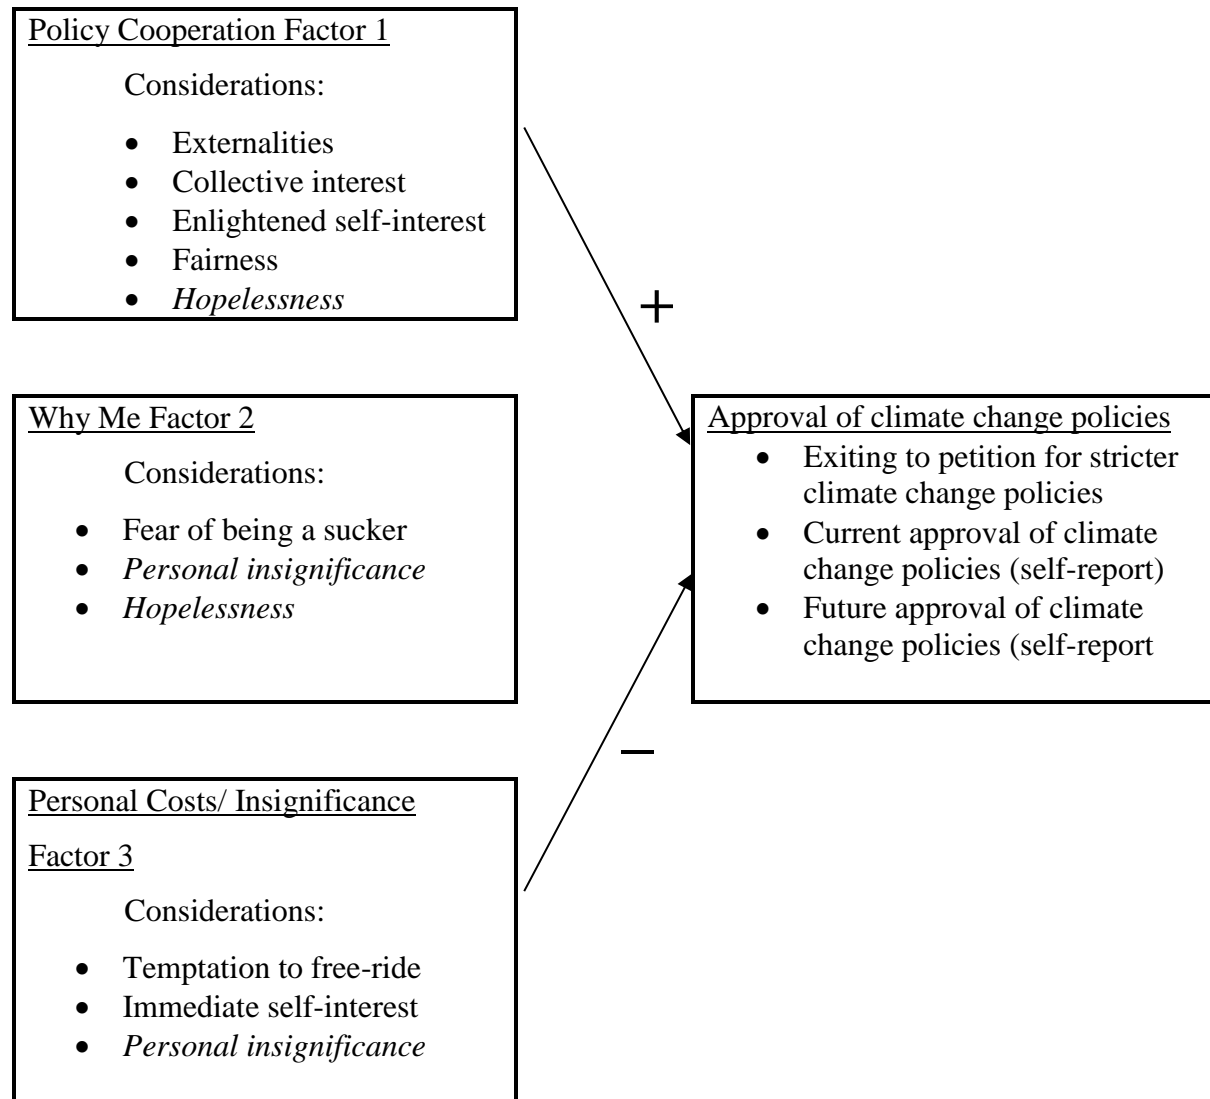 Policy Cooperation Factor 1
Considerations:
• Externalities
• Collective interest
• Enlightened self-interest
• Fairness
• Hopelessness
+
Why Me Factor 2
Considerations:
• Fear of being a sucker
• Personal insignificance
• Hopelessness
Approval of climate change policies
• Exiting to petition for stricter
climate change policies
• Current approval of climate
change policies (self-report)
• Future approval of climate
change policies (self-report
–
Personal Costs/ Insignificance
Factor 3
Considerations:
• Temptation to free-ride
• Immediate self-interest
• Personal insignificance